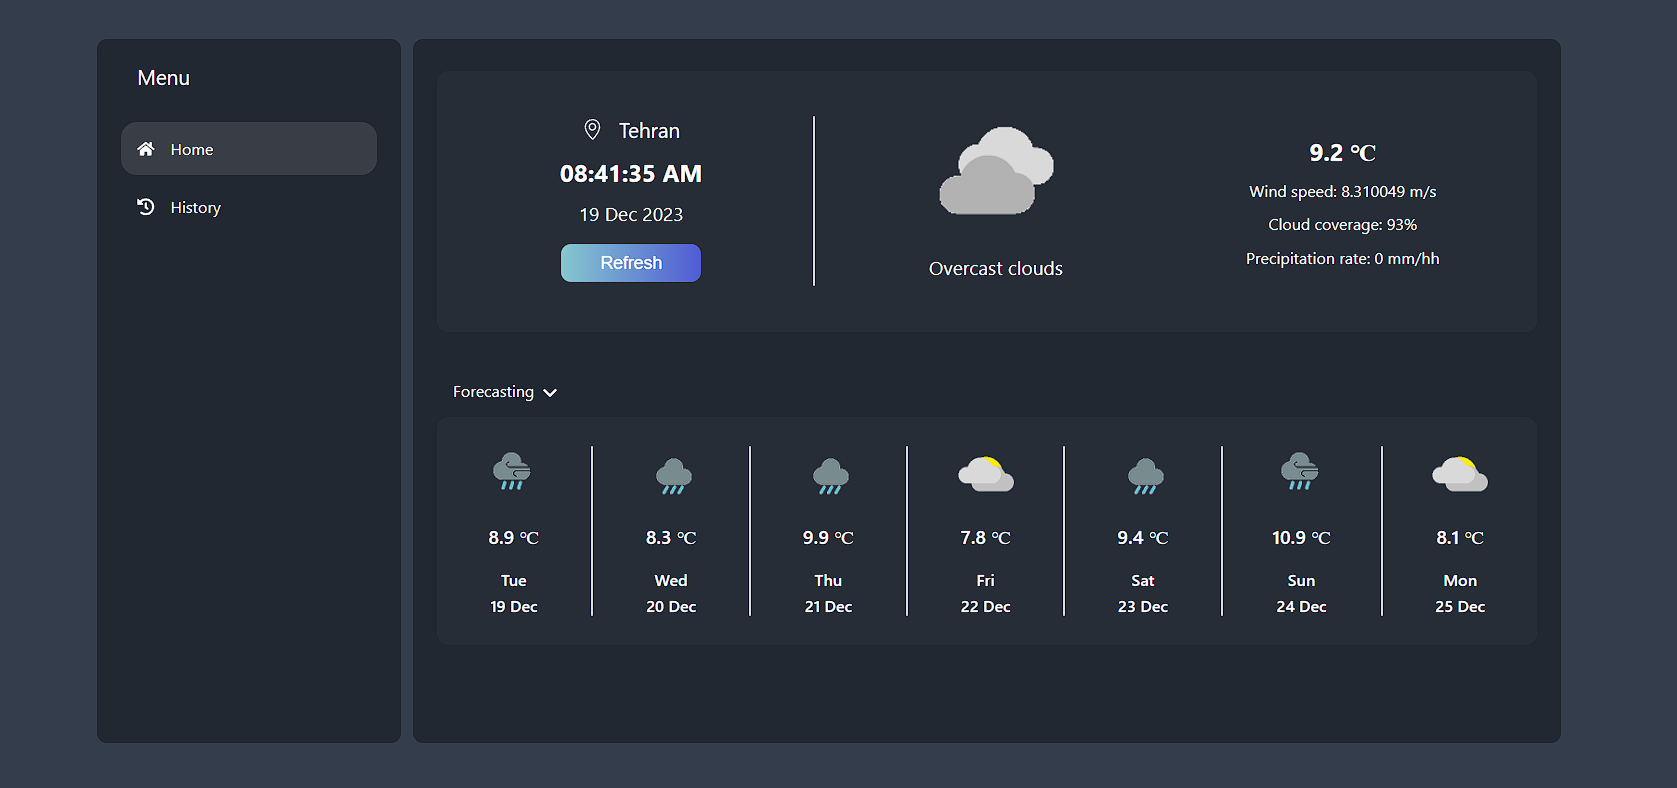 Menu
Home
History
Tehran
08:41:35 AM
19 Dec 2023
Refresh
Overcast clouds
9.2 °C
Wind speed: 8.310049 m/s
Cloud coverage: 93%
Precipitation rate: 0 mm/hh
Forecasting
8.9 °C
Tue
19 Dec
8.3 °C
Wed
20 Dec
9.9 °C
Thu
21 Dec
7.8 °C
Fri
22 Dec
9.4 °C
Sat
23 Dec
10.9 °C
Sun
24 Dec
8.1 °C
Mon
25 Dec